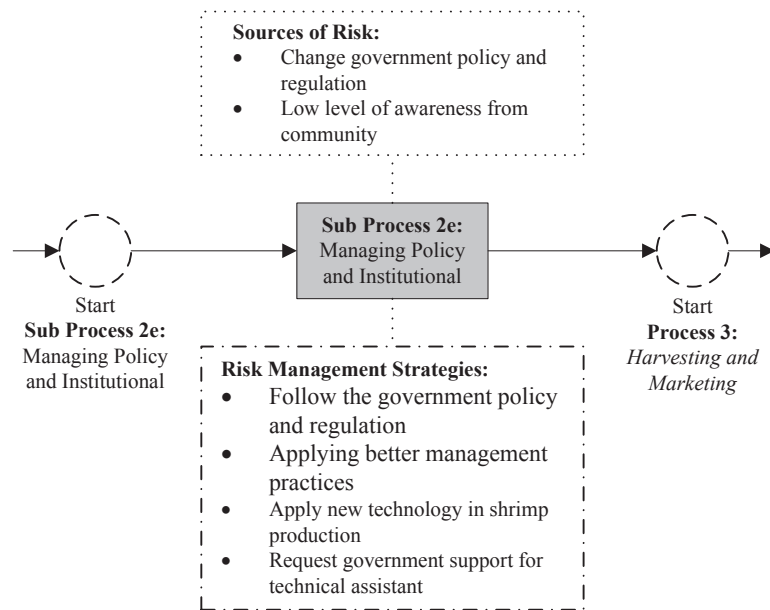 Sources of Risk:
• Change government policy and
regulation
• Low level of awareness from
community
Start
Sub Process 2e:
Managing Policy
and Institutional
Sub Process 2e:
Managing Policy
and Institutional
Start
Process 3:
Harvesting and
Marketing
Risk Management Strategies:
• Follow the government policy
and regulation
• Applying better management
practices
• Apply new technology in shrimp
production
• Request government support for
technical assistant